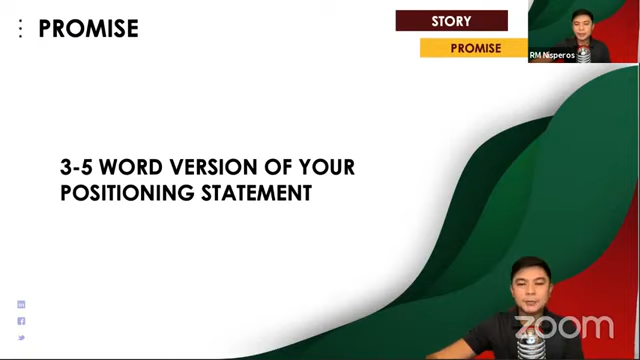 PROMISE
STORY
PROMISE
RM Nisperos
3-5 WORD VERSION OF YOUR
POSITIONING STATEMENT
zoom